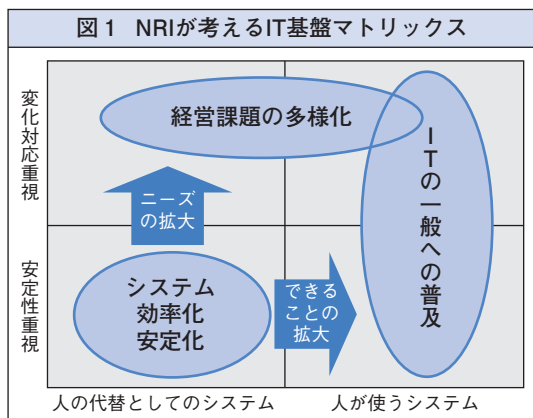 図1 NRIが考えるIT基盤マトリックス
変化対応重視
経営課題の多様化
ITの一般への普及
ニーズ
の拡大
安定性重視
システム
効率化
安定化
できる
ことの
拡大
人の代替としてのシステム
人が使うシステム